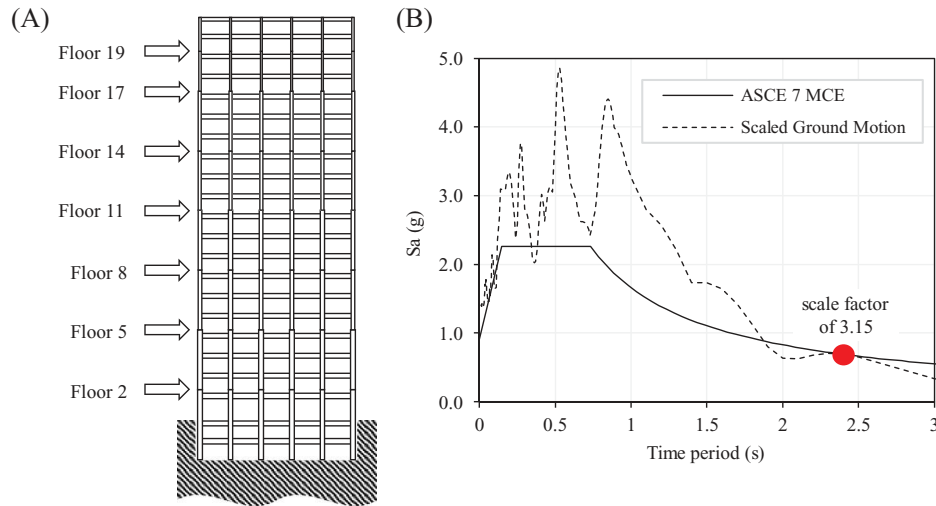 (A)
Floor 19
Floor 17
Floor 14
Floor 11
Floor 8
Floor 5
Floor 2
(B)
5.0
4.0
3.0
2.0
1.0
0.0
Sa (g)
ASCE 7 MCE
Scaled Ground Motion
scale factor
of 3.15
0
0.5
1
1.5
2
2.5
3
Time period (s)